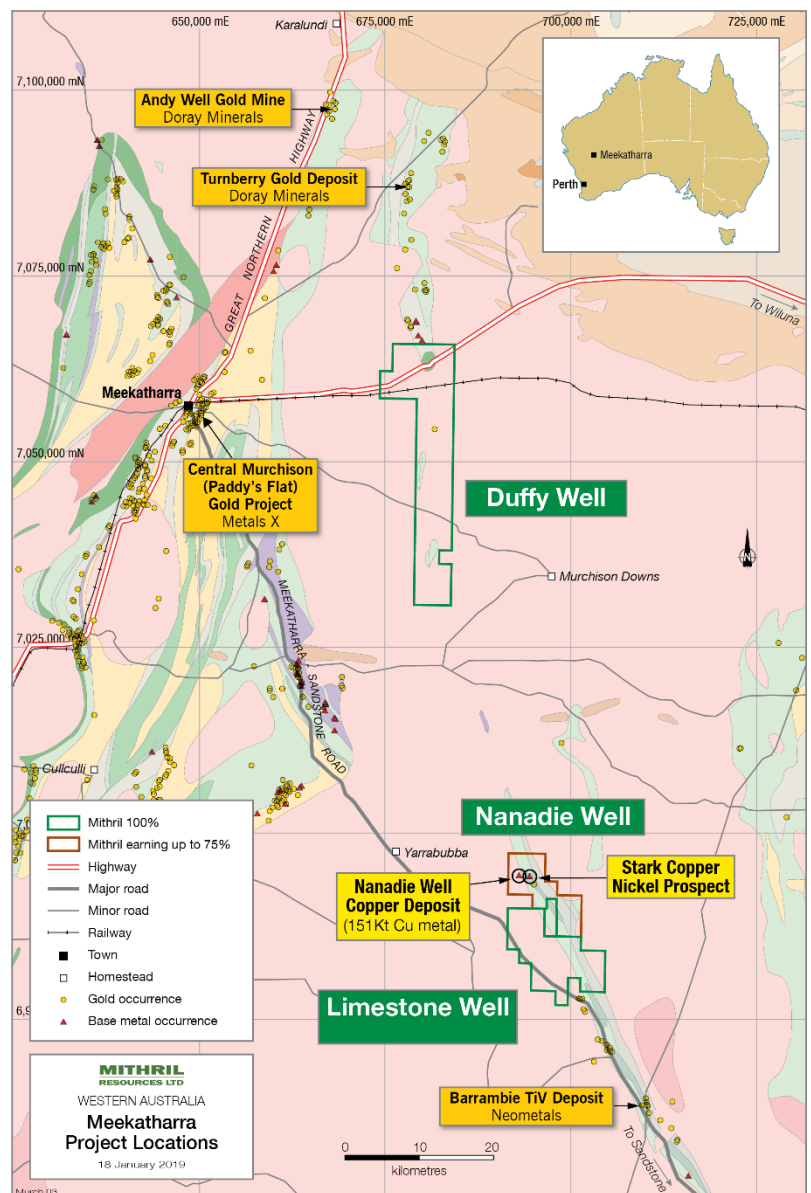 650,000 mE
675,000 mE
700,000 mE
725,000 mE
Karalundi
7,100,000 mN
Andy Well Gold Mine
Doray Minerals
Turnberry Gold Deposit
Doray Minerals
GREAT NORTHERN HIGHWAY
Meekatharra
Perth
7,075,000 mN
To Wiluna
Meekatharra
7,050,000 mN
Central Murchison
(Paddy's Flat)
Gold Project
Metals X
Duffy Well
N
Murchison Downs
MEEKATHARRA - SANDSTONE ROAD
7,025,000 mN
Culculli
Nanadie Well
Yarrabubba
Nanadie Well
Copper Deposit
(151Kt Cu metal)
Stark Copper
Nickel Prospect
Limestone Well
Barrambie TiV Deposit
Neometals
To Sandstone
Mithril 100%
Mithril earning up to 75%
Highway
Major road
Minor road
Railway
Town
Homestead
Gold occurrence
Base metal occurrence
MITHRIL
RESOURCES LTD
WESTERN AUSTRALIA
Meekatharra
Project Locations
18 January 2019
0 10 20
kilometres